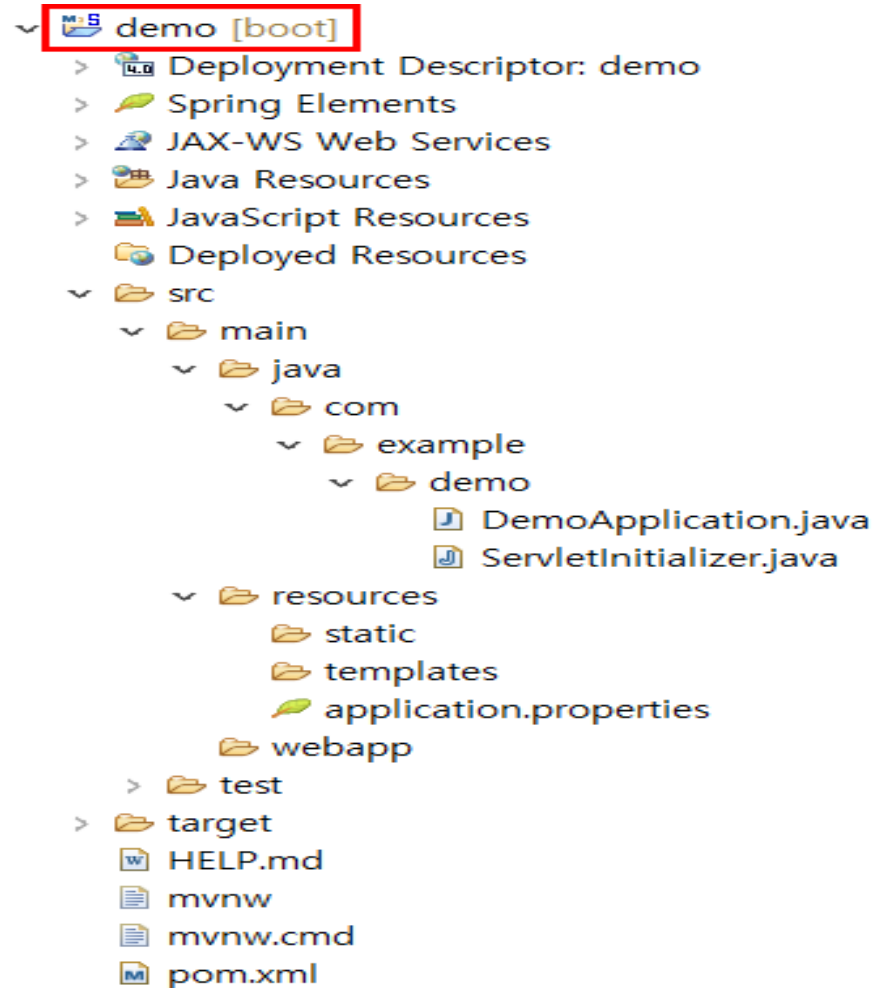 demo [boot]
Deployment Descriptor: demo
Spring Elements
JAX-WS Web Services
Java Resources
JavaScript Resources
Deployed Resources
src
main
java
com
example
demo
DemoApplication.java
ServletInitializer.java
resources
static
templates
application.properties
webapp
test
target
HELP.md
mvnw
mvnw.cmd
pom.xml